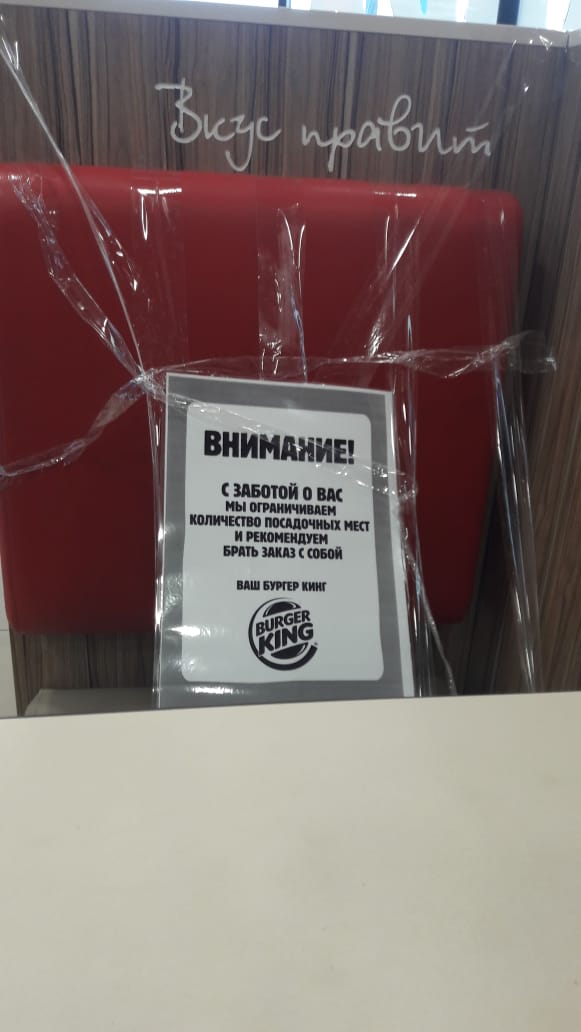 Вкус правит
ВНИМАНИЕ!
С ЗАБОТОЙ О ВАС
МЫ ОГРАНИЧИВАЕМ
КОЛИЧЕСТВО ПОСАДОЧНЫХ МЕСТ
И РЕКОМЕНДУЕМ
БРАТЬ ЗАКАЗ С СОБОЙ
ВАШ БУРГЕР КИНГ
BURGER
KING